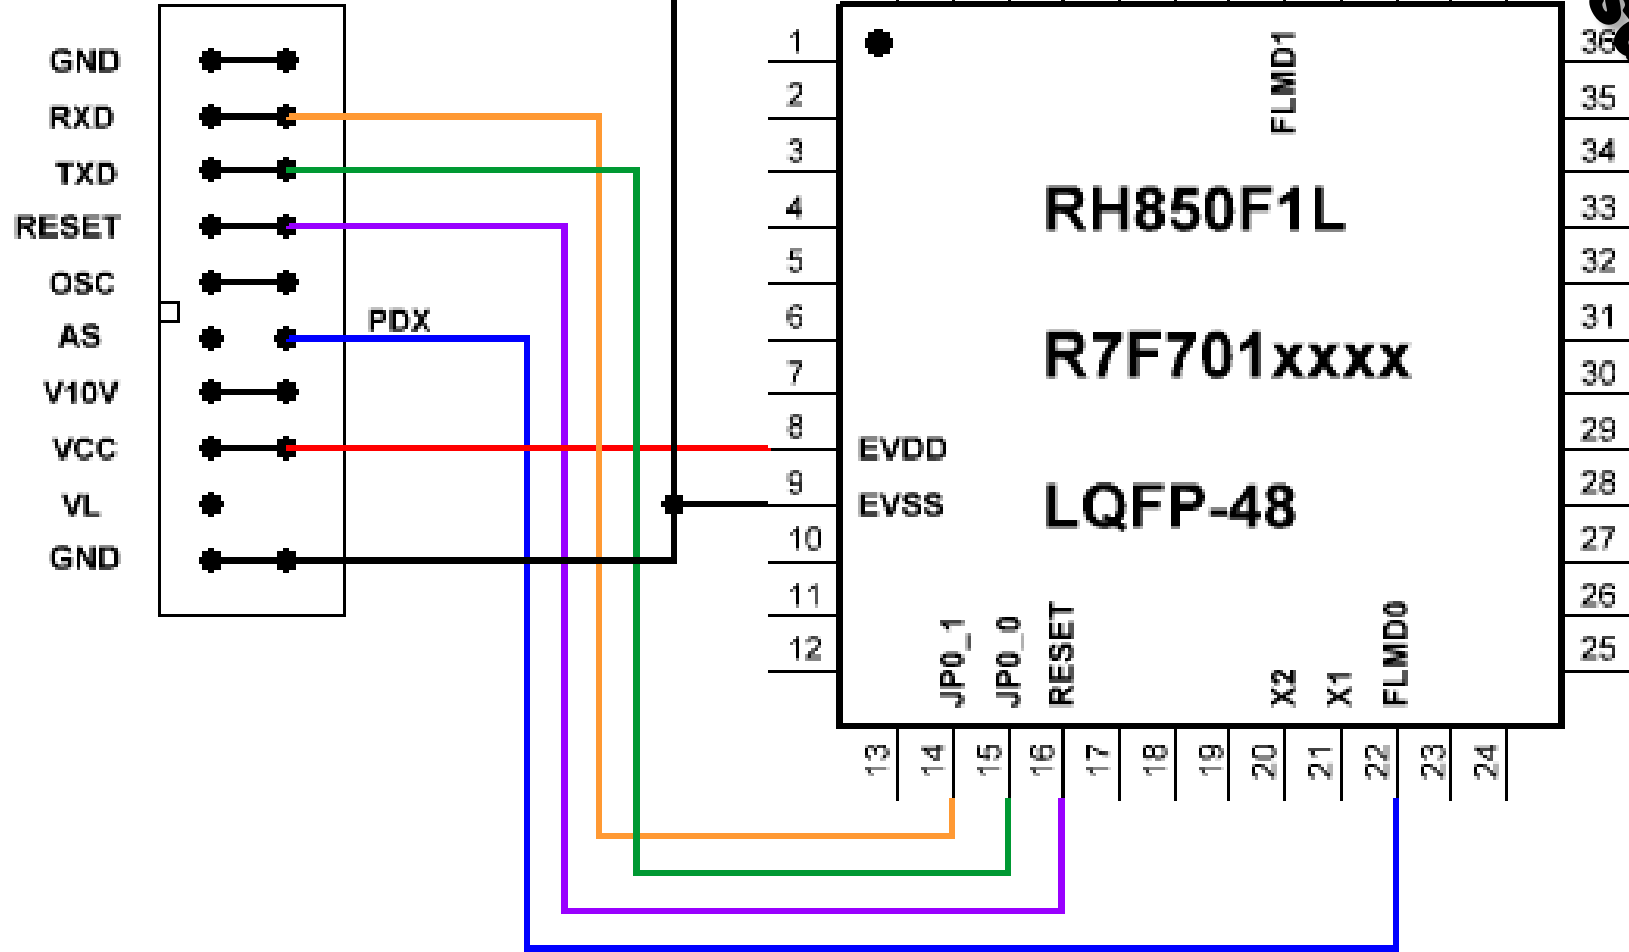 GND
RXD
TXD
RESET
OSC
AS
PDX
V10V
VCC
VL
GND
1
2
3
4
5
6
7
8
9
10
11
12
FLMD1
RH850F1L
R7F701xxxx
EVDD
EVSS
LQFP-48
JP0_1
JP0_0
RESET
X2
X1
FLMD0
36
35
34
33
32
31
30
29
28
27
26
25
13
14
15
16
17
18
19
20
21
22
23
24